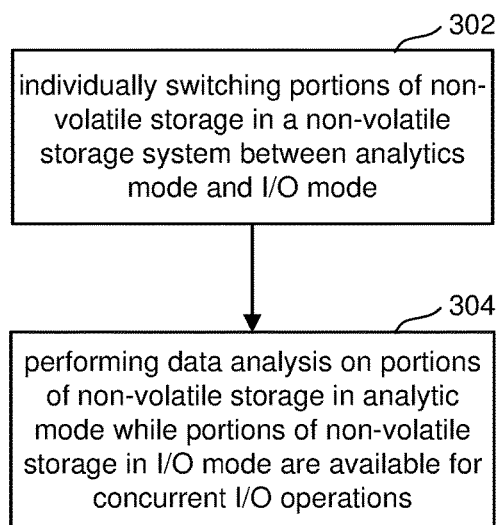 302
individually switching portions of non-
volatile storage in a non-volatile
storage system between analytics
mode and I/O mode
304
performing data analysis on portions
of non-volatile storage in analytic
mode while portions of non-volatile
storage in I/O mode are available for
concurrent I/O operations